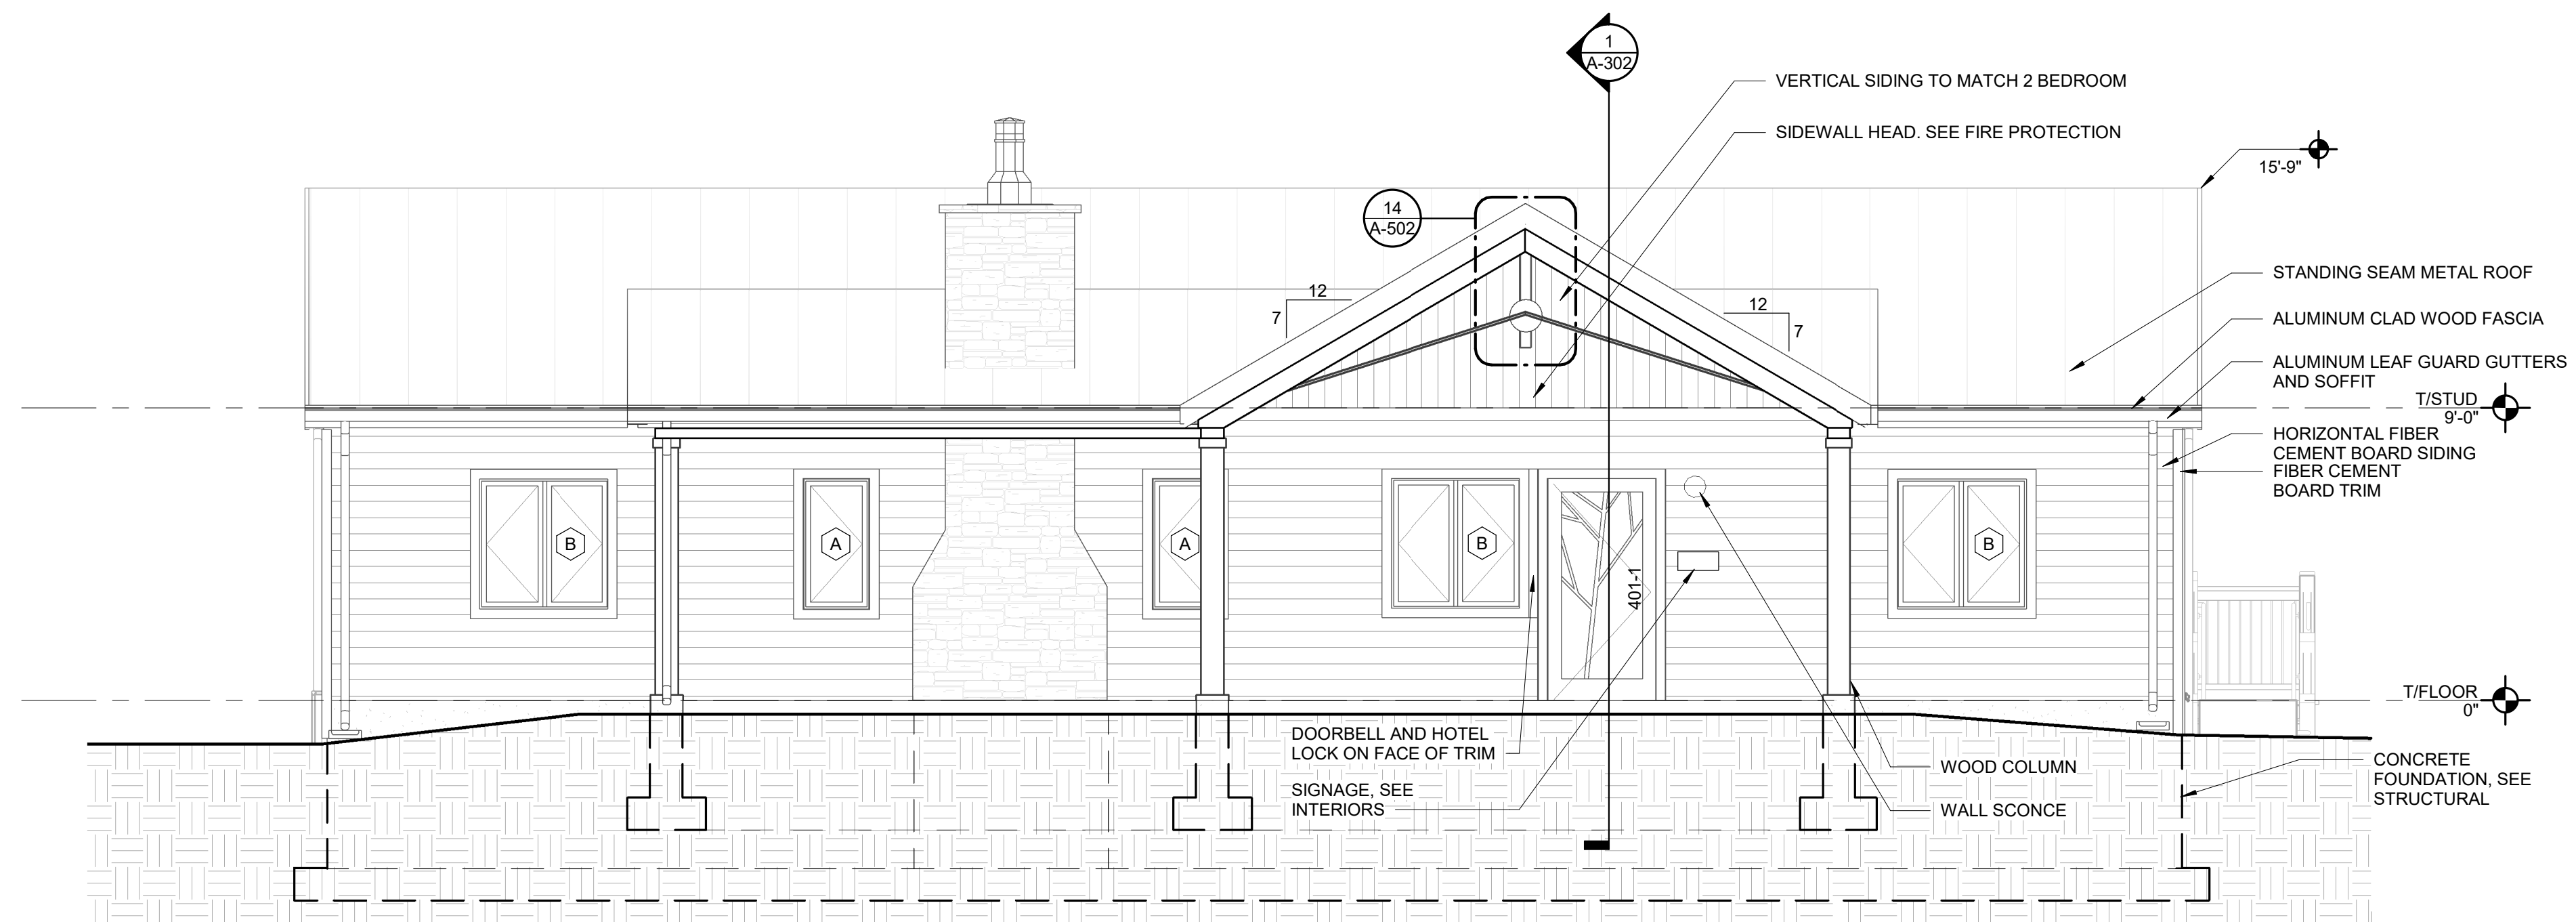 1
A-302
VERTICAL SIDING TO MATCH 2 BEDROOM
SIDEWALL HEAD. SEE FIRE PROTECTION
15'-9"
14
A-502
12
7
12
7
STANDING SEAM METAL ROOF
ALUMINUM CLAD WOOD FASCIA
ALUMINUM LEAF GUARD GUTTERS
AND SOFFIT
T/STUD
9'-0"
HORIZONTAL FIBER
CEMENT BOARD SIDING
FIBER CEMENT
BOARD TRIM
B
A
A
B
B
401-1
T/FLOOR
0"
DOORBELL AND HOTEL
LOCK ON FACE OF TRIM
SIGNAGE, SEE
INTERIORS
WOOD COLUMN
WALL SCONCE
CONCRETE
FOUNDATION, SEE
STRUCTURAL